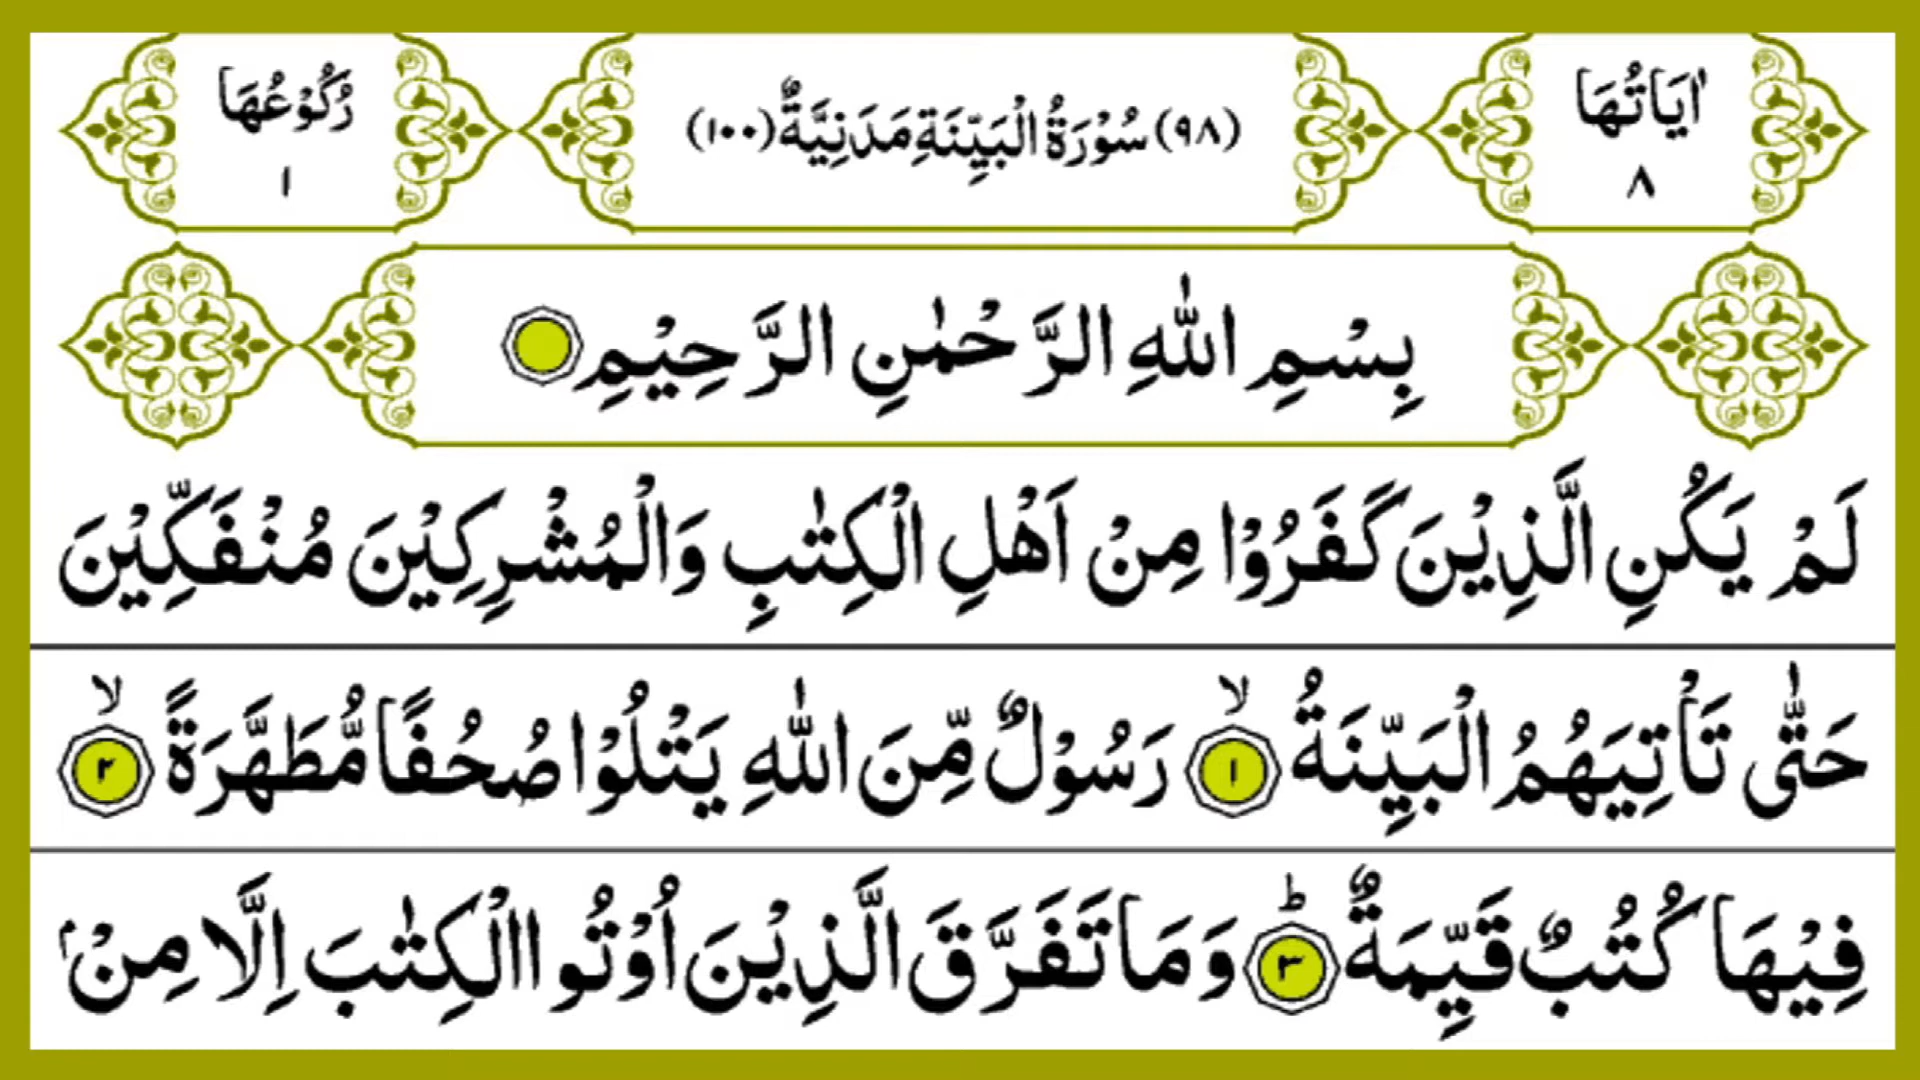 اٰيَاتُهَا
٨
(٩٨) سُوْرَةُ الْبَيِّنَةِ مَدَنِيَّةٌ (١٠٠)
رُكُوْعُهَا
١
بِسْمِ اللّٰهِ الرَّحْمٰنِ الرَّحِيْمِ
لَمْ يَكُنِ الَّذِيْنَ كَفَرُوْا مِنْ اَهْلِ الْكِتٰبِ وَالْمُشْرِكِيْنَ مُنْفَكِّيْنَ
حَتّٰى تَاْتِيَهُمُ الْبَيِّنَةُ ۙ ١ رَسُوْلٌ مِّنَ اللّٰهِ يَتْلُوْا صُحُفًا مُّطَهَّرَةً ۙ ٢
فِيْهَا كُتُبٌ قَيِّمَةٌ ؕ ٣ وَمَا تَفَرَّقَ الَّذِيْنَ اُوْتُوا الْكِتٰبَ اِلَّا مِنْۢ